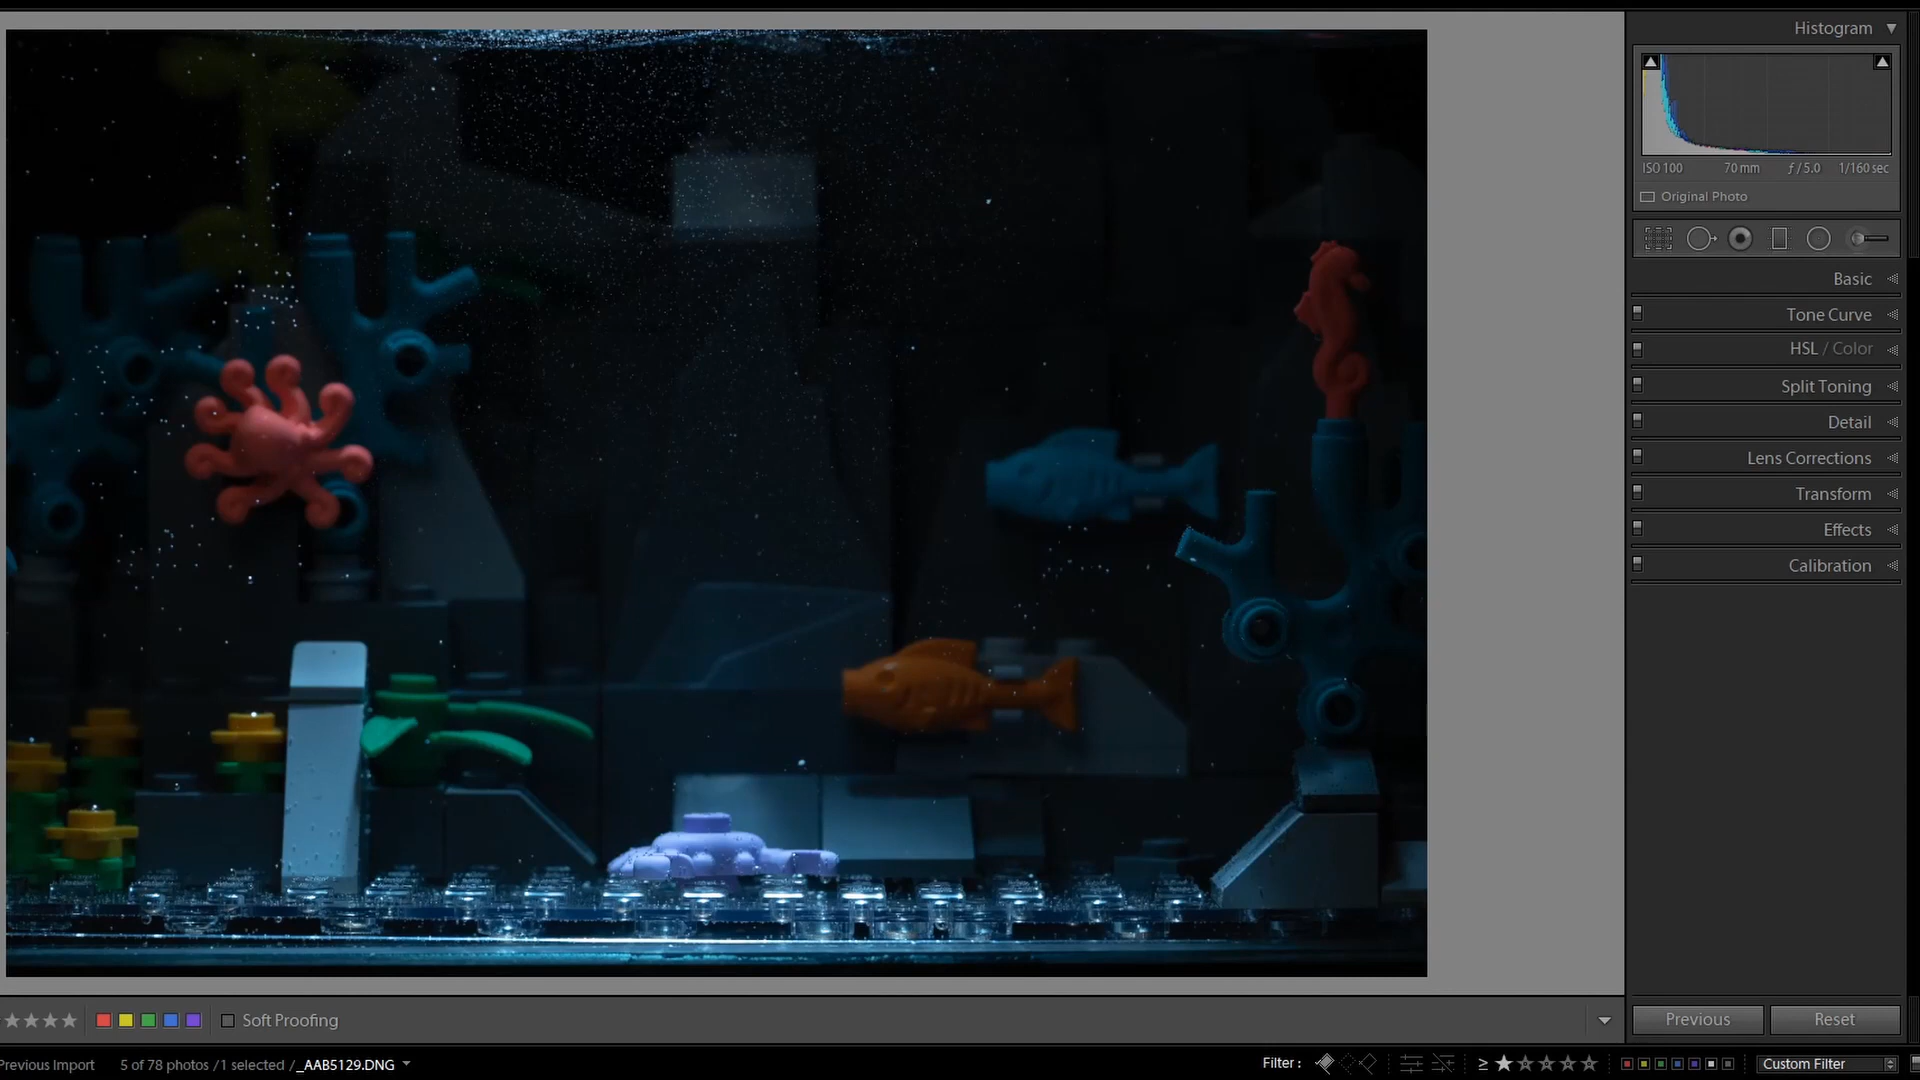 Histogram
ISO 100 70 mm ƒ / 5.0 1/160 sec
Original Photo
Basic
Tone Curve
HSL / Color
Split Toning
Detail
Lens Corrections
Transform
Effects
Calibration
Soft Proofing
Previous Reset
Previous Import 5 of 78 photos / 1 selected / _AAB5129.DNG
Filter : ≥ Custom Filter